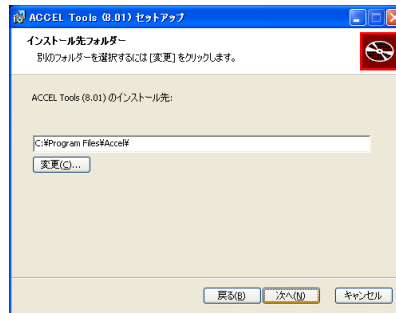 ACCEL Tools (8.01) セットアップ
インストール先フォルダー
別のフォルダーを選択するには [変更] をクリックします。
ACCEL Tools (8.01) のインストール先:
C:¥Program Files¥Accel¥
変更(C)...
戻る(B) 次へ(N) キャンセル